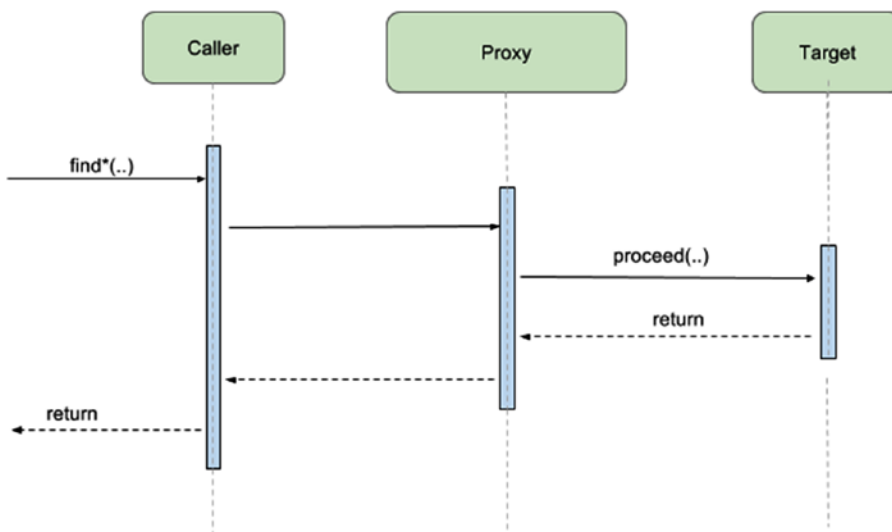 Caller
Proxy
Target
find*(..)
proceed(..)
return
return